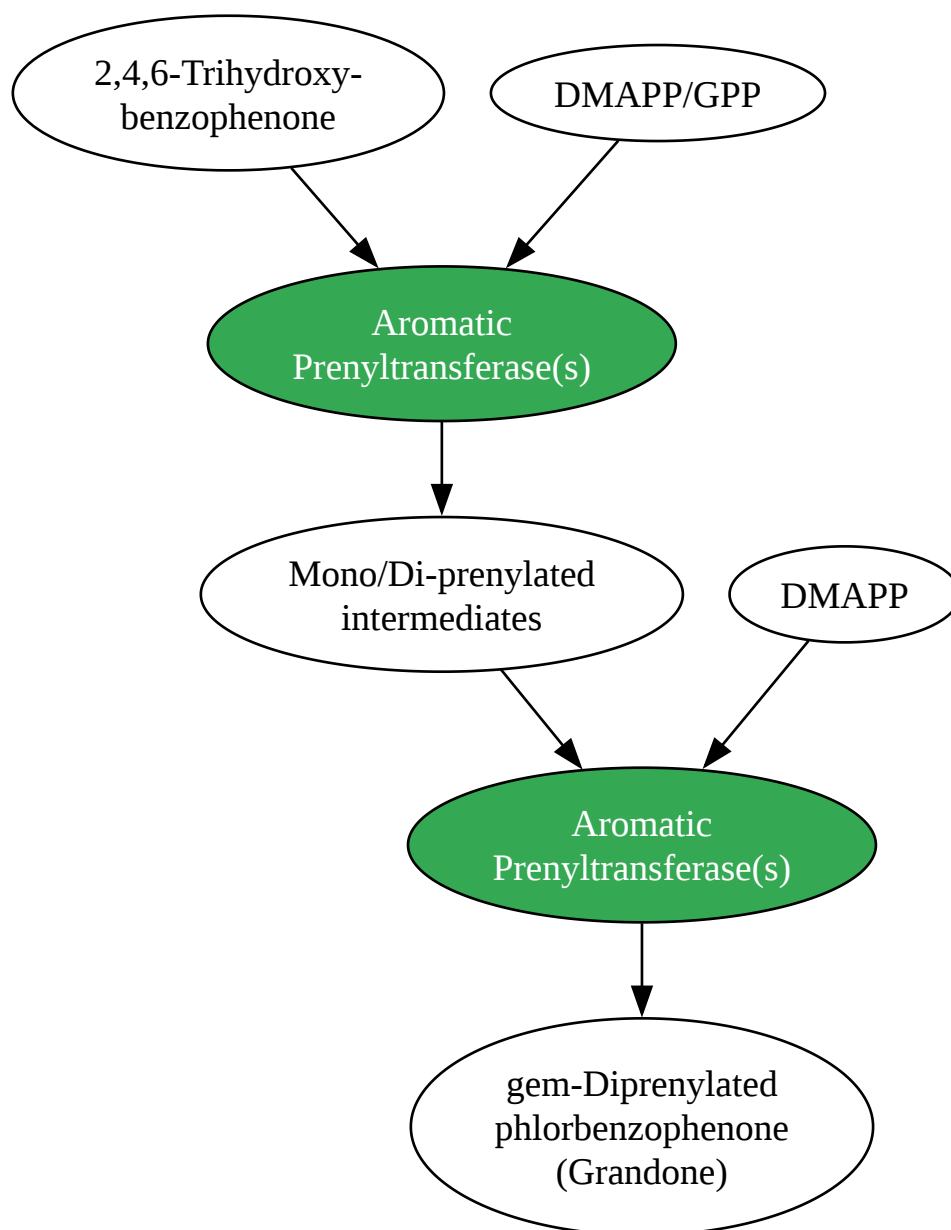 2,4,6-Trihydroxy-
benzophenone
DMAPP/GPP
Aromatic
Prenyltransferase(s)
Mono/Di-prenylated
intermediates
DMAPP
Aromatic
Prenyltransferase(s)
gem-Diprenylated
phlorbenzophenone
(Grandone)